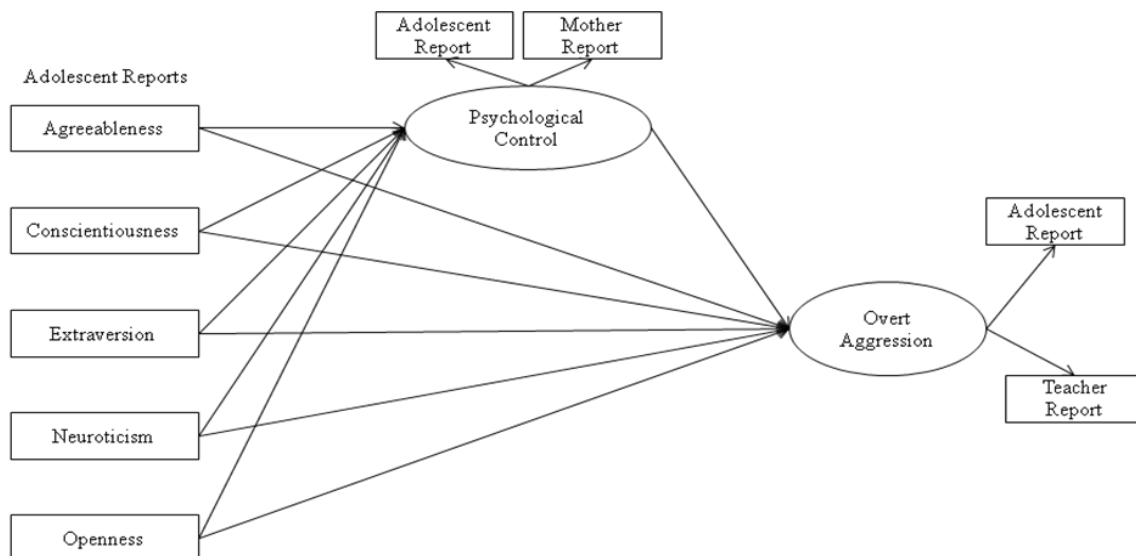 Adolescent
Report
Mother
Report
Adolescent Reports
Agreeableness
Psychological
Control
Conscientiousness
Adolescent
Report
Extraversion
Overt
Aggression
Teacher
Report
Neuroticism
Openness